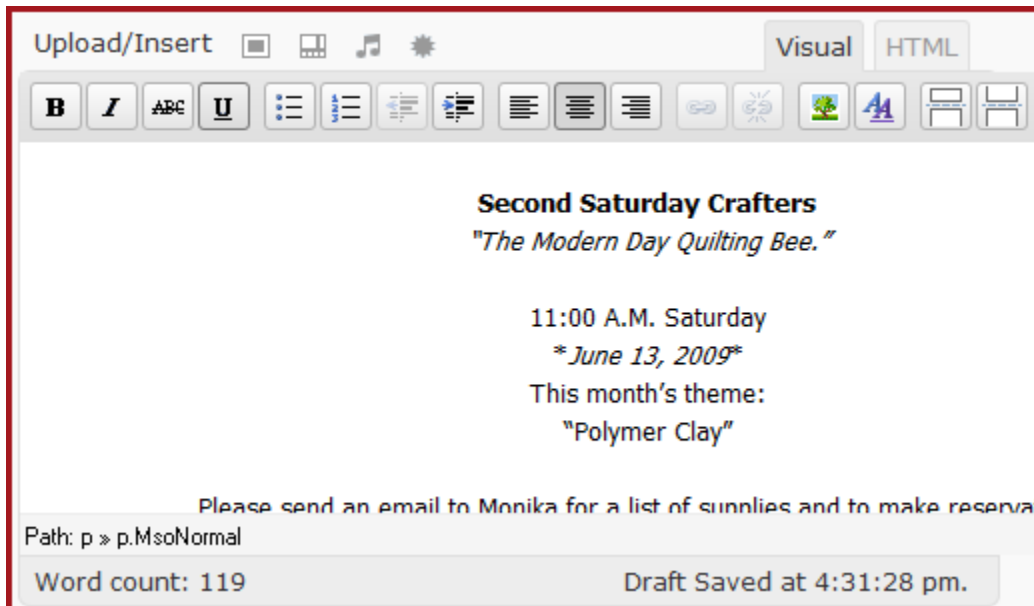 Upload/Insert Visual HTML
B I ABC U
Second Saturday Crafters
"The Modern Day Quilting Bee.”
11:00 A.M. Saturday
*June 13, 2009*
This month’s theme:
“Polymer Clay”
Please send an email to Monika for a list of supplies and to make reserva
Path: p » p.MsoNormal
Word count: 119 Draft Saved at 4:31:28 pm.